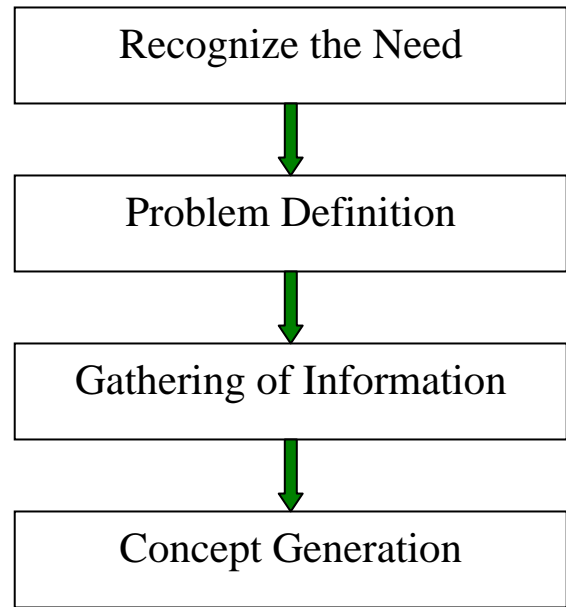 Recognize the Need
Problem Definition
Gathering of Information
Concept Generation